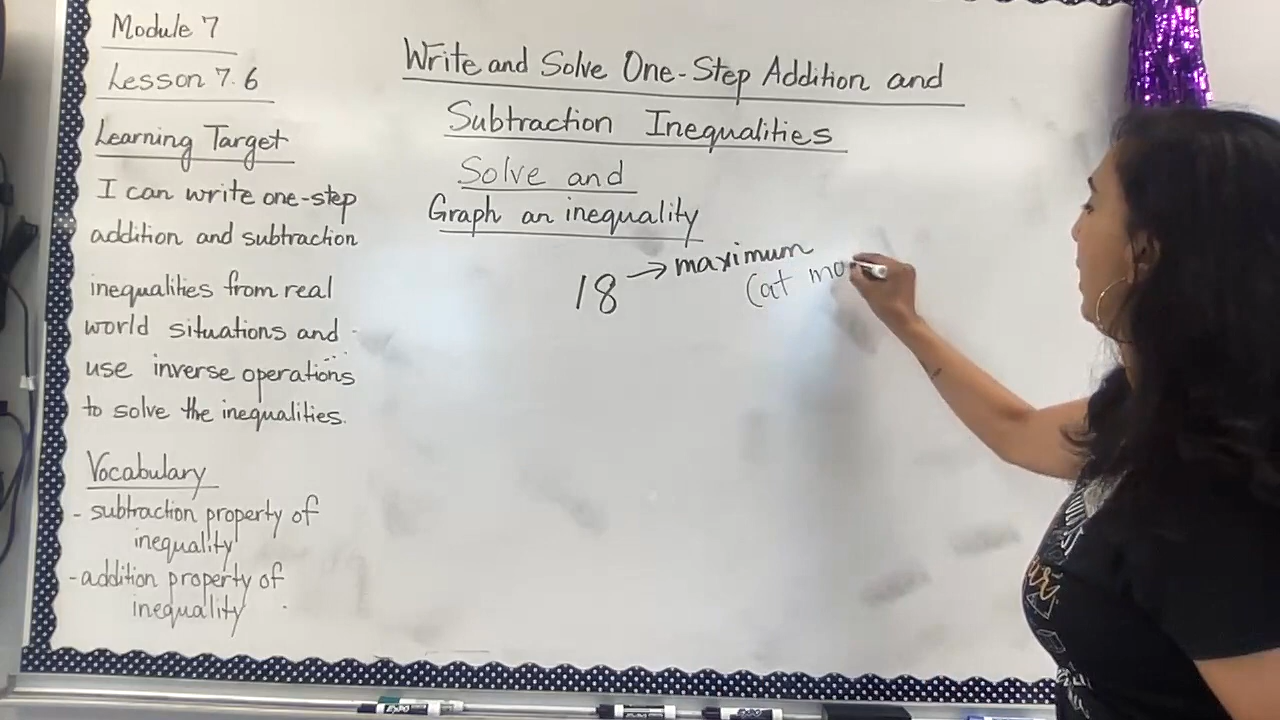 Module 7
Lesson 7.6
Learning Target
I can write one-step
addition and subtraction
inequalities from real
world situations and
use inverse operations
to solve the inequalities.
Vocabulary
- subtraction property of
inequality
- addition property of
inequality
Write and Solve One-Step Addition and
Subtraction Inequalities
Solve and
Graph an inequality
18 → maximum
(at mo
EXPO
EXPO
EXPO